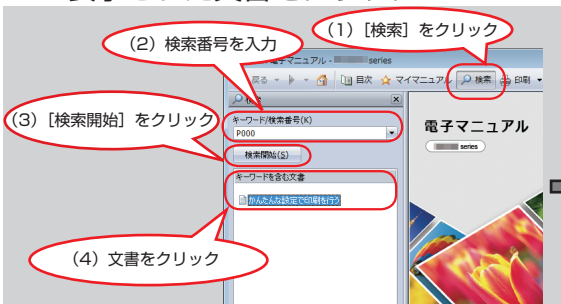 (1) [検索] をクリック
(2) 検索番号を入力
子マニュアル - series
戻る 目次 マイマニュアル 検索 印刷
(3) [検索開始] をクリック
キーワード/検索番号(K)
P000
検索開始(S)
キーワードを含む文書
かんたんな設定で印刷を行う
(4) 文書をクリック
電子マニュアル
series